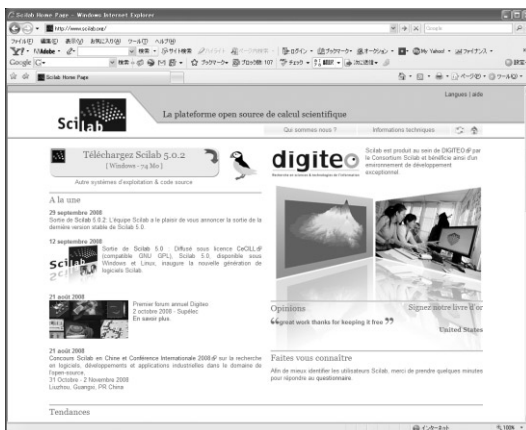 Scilab Home Page - Windows Internet Explorer
http://www.scilab.org/
Google
Scilab Home Page
Langues | aide
Scilab
La plateforme open source de calcul scientifique
Qui sommes nous ?
Informations techniques
Téléchargez Scilab 5.0.2
[ Windows - 74 Mo ]
Autre systèmes d'exploitation & code source
digiteo
Scilab est produit au sein de DIGITEO par
le Consortium Scilab et bénéficie ainsi d'un
environnement de développement
exceptionnel.
A la une
29 septembre 2008
Sortie de Scilab 5.0.2: L'équipe Scilab a le plaisir de vous annoncer la sortie de la
dernière version stable de Scilab 5.0.
12 septembre 2008
Sortie de Scilab 5.0 : Diffusé sous licence CeCILL
(compatible GNU GPL), Scilab 5.0, disponible sous
Windows et Linux, inaugure la nouvelle génération de
logiciels Scilab.
21 août 2008
Premier forum annuel Digiteo
2 octobre 2008 - Supélec
En savoir plus.
21 août 2008
Concours Scilab en Chine et Conférence Internationale 2008 sur la recherche
en logiciels, développements et applications industrielles dans le domaine de
l'open-source,
31 Octobre - 2 Novembre 2008
Liuzhou, Guangxi, PR China
Tendances
Opinions
Signez notre livre d'or
great work thanks for keeping it free
United States
Faites vous connaître
Afin de mieux identifier les utilisateurs Scilab, merci de prendre quelques minutes
pour répondre au questionnaire.
インターネット
100%